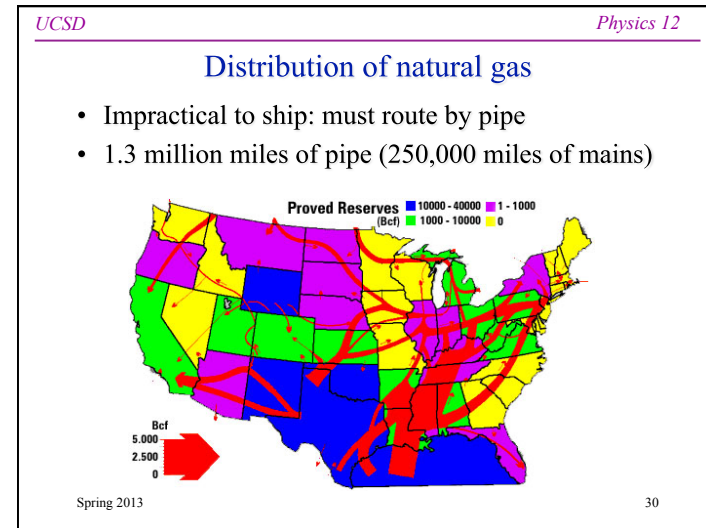 UCSD Physics 12
Distribution of natural gas
• Impractical to ship: must route by pipe
• 1.3 million miles of pipe (250,000 miles of mains)
Proved Reserves 10000 - 40000 1 - 1000
(Bcf) 1000 - 10000 0
Bcf
5.000
2.500
0
Spring 2013 30